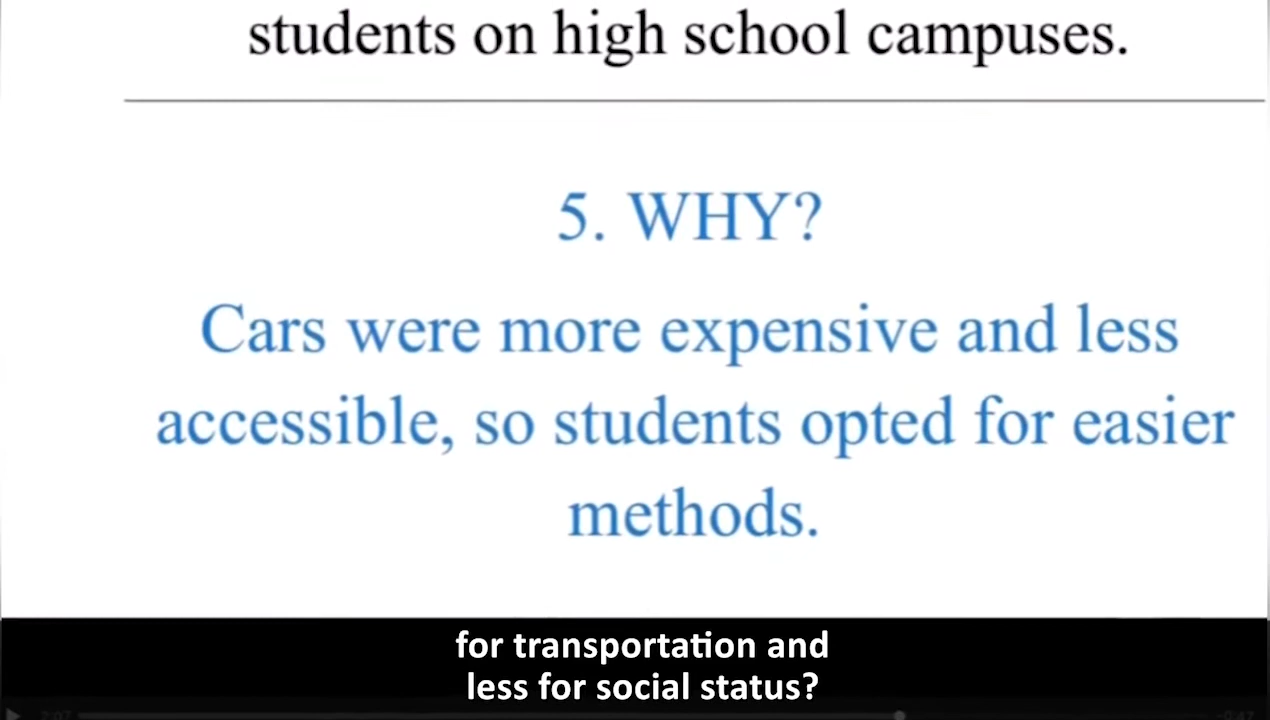 students on high school campuses.
5. WHY?
Cars were more expensive and less
accessible, so students opted for easier
methods.
for transportation and
less for social status?